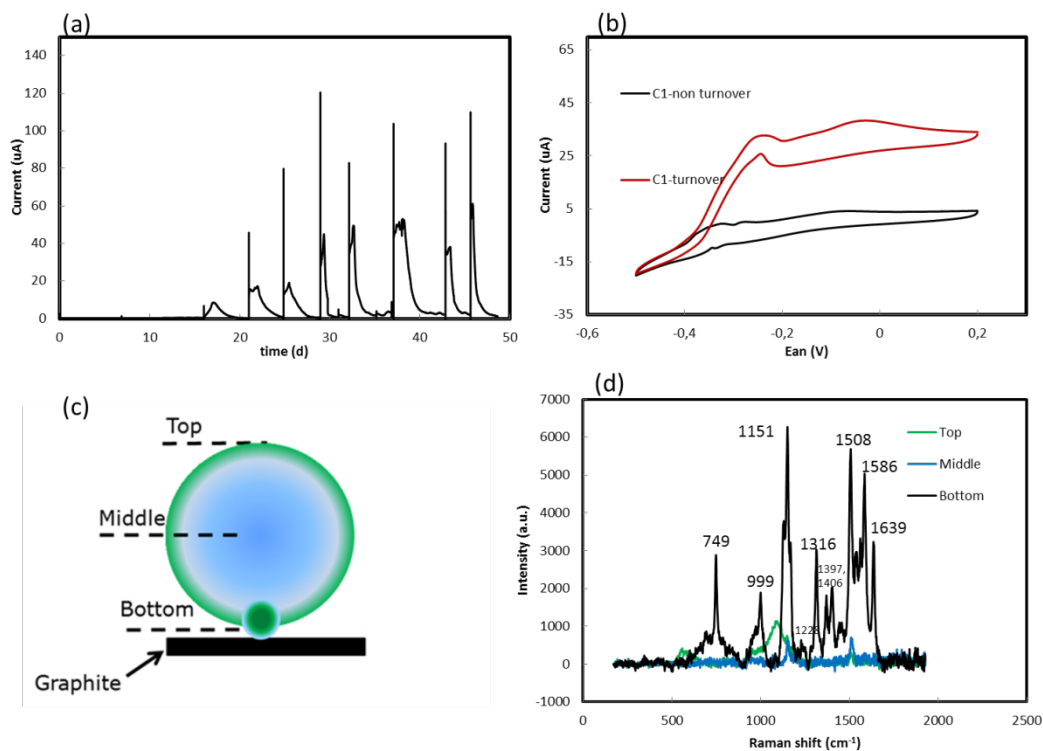 (a)
140
120
100
80
60
40
20
0
Current (uA)
0 10 20 30 40 50
time (d)
(b)
65
45
25
5
-15
-35
Current (uA)
C1-non turnover
C1-turnover
-0,6 -0,4 -0,2 0 0,2
Ean (V)
(c)
Top
Middle
Bottom
Graphite
(d)
7000
6000
5000
4000
3000
2000
1000
0
-1000
Intensity (a.u.)
1151
1508
1586
1639
749
999
1316
1397,
1406
1228
Top
Middle
Bottom
0 500 1000 1500 2000 2500
Raman shift (cm-1)